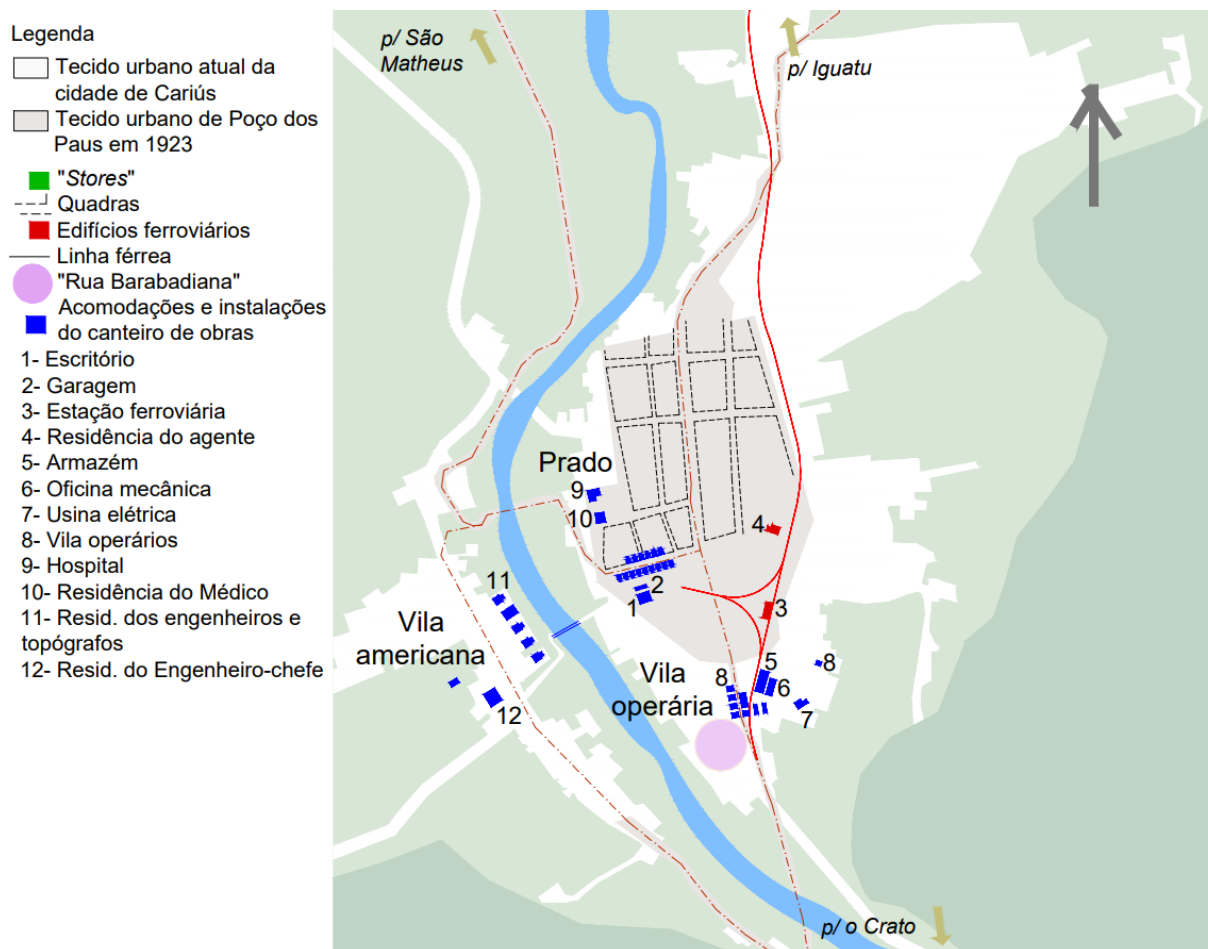 Legenda
Tecido urbano atual da
cidade de Cariús
Tecido urbano de Poço dos
Paus em 1923
"Stores"
Quadras
Edifícios ferroviários
Linha férrea
"Rua Barabadiana"
Acomodações e instalações
do canteiro de obras
1- Escritório
2- Garagem
3- Estação ferroviária
4- Residência do agente
5- Armazém
6- Oficina mecânica
7- Usina elétrica
8- Vila operários
9- Hospital
10- Residência do Médico
11- Resid. dos engenheiros e
topógrafos
12- Resid. do Engenheiro-chefe
p/ São
Matheus
p/ Iguatu
Prado
9
10
4
11
2
1
3
Vila
americana
12
Vila
operária
8
5
6
8
7
p/ o Crato